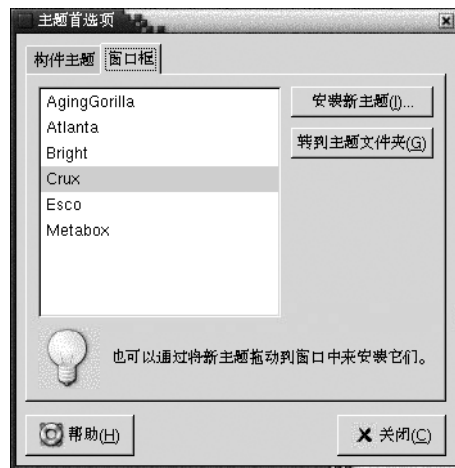 主题首选项
构件主题 窗口框
AgingGorilla
Atlanta
Bright
Crux
Esco
Metabox
安装新主题(I)...
转到主题文件夹(G)
也可以通过将新主题拖动到窗口中来安装它们。
帮助(H)
关闭(C)